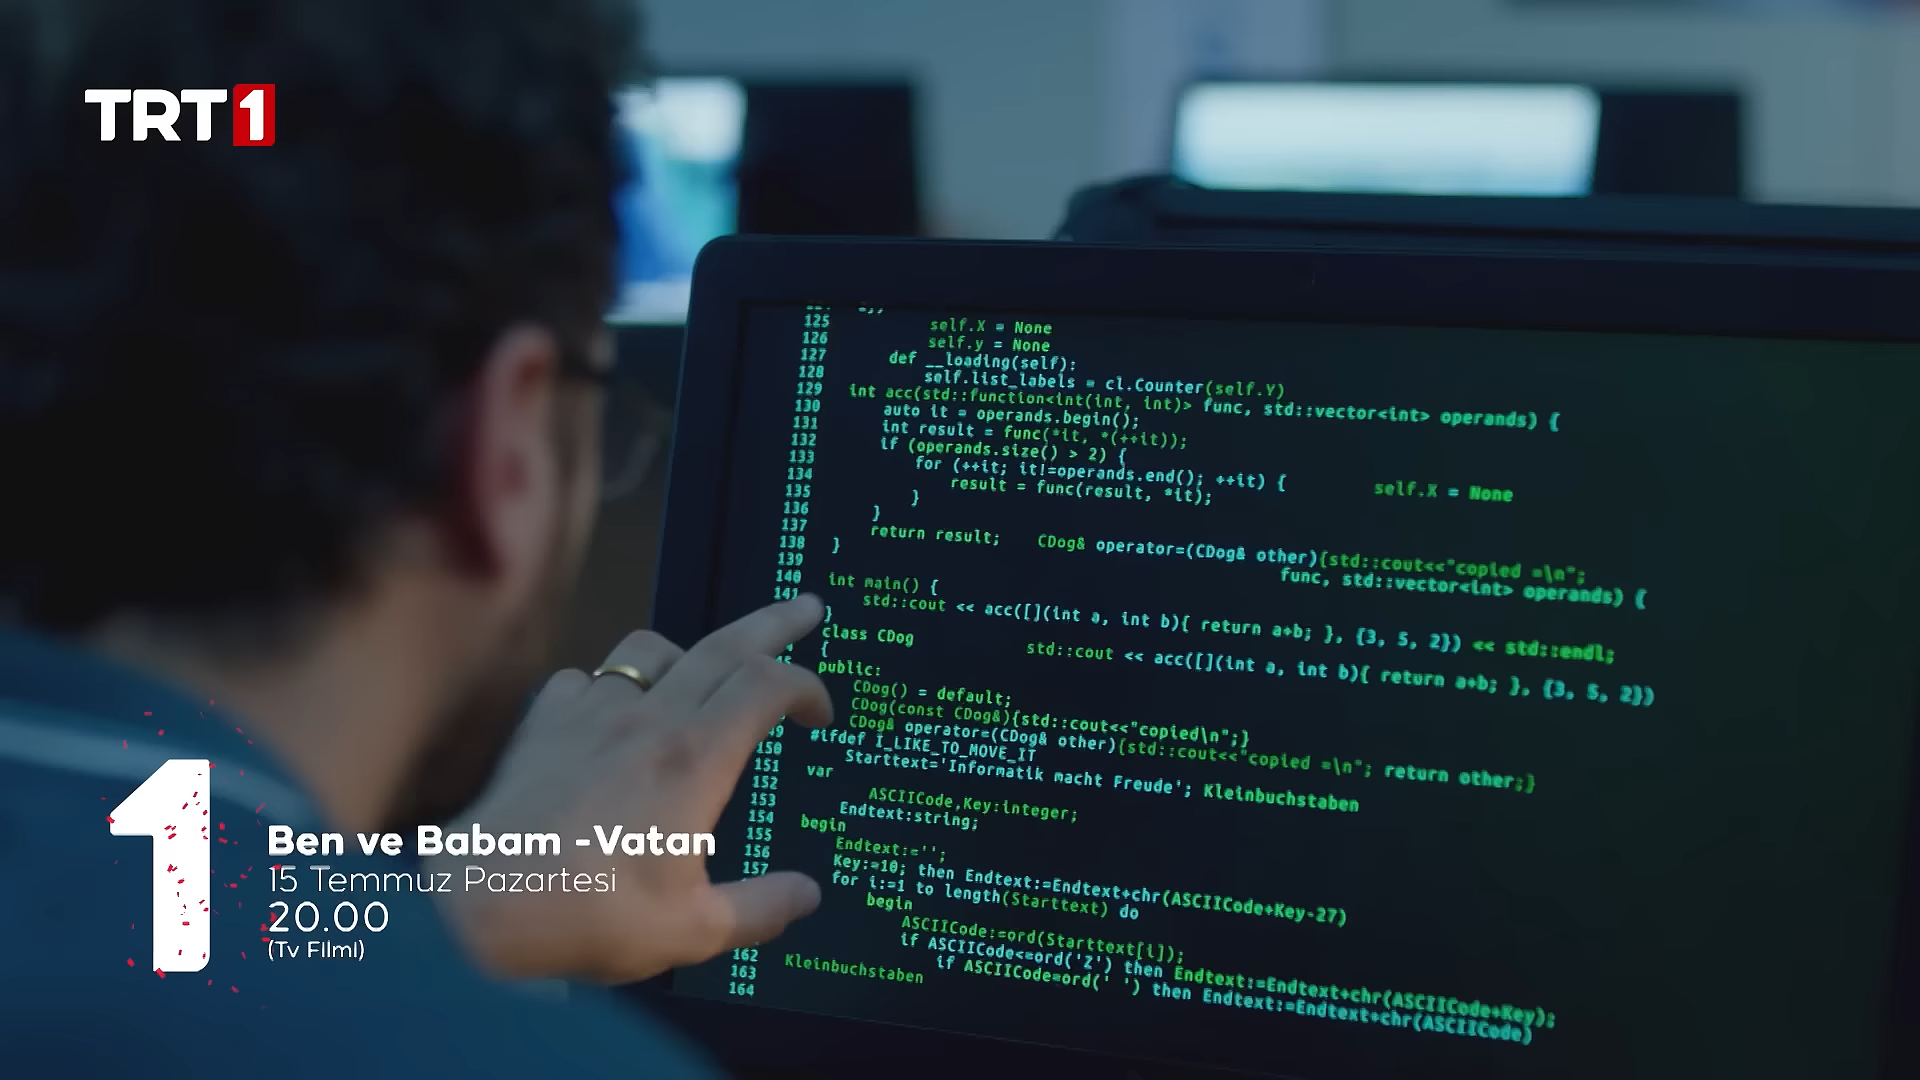 TRT1
125
126
127
128
129
130
131
132
133
134
135
136
137
138
139
140
141
150
151
152
153
154
155
156
157
162
163
164
self.X = None
self.y = None
def __loading(self):
self.list_labels = cl.Counter(self.Y)
int acc(std::function<int(int, int)> func, std::vector<int> operands) {
auto it = operands.begin();
int result = func(*it, *(++it));
if (operands.size() > 2) {
for (++it; it!=operands.end(); ++it) { self.X = None
result = func(result, *it);
}
}
return result; CDog& operator=(CDog& other){std::cout<<"copied =\n";
} func, std::vector<int> operands) {
int main() {
std::cout << acc([](int a, int b){ return a+b; }, {3, 5, 2}) << std::endl;
}
class CDog std::cout << acc([](int a, int b){ return a+b; }, {3, 5, 2})
{
public:
CDog() = default;
CDog(const CDog&){std::cout<<"copied\n";}
CDog& operator=(CDog& other){std::cout<<"copied =\n"; return other;}
#ifdef I_LIKE_TO_MOVE_IT
Starttext='Informatik macht Freude'; Kleinbuchstaben
var
ASCIICode,Key:integer;
Endtext:string;
begin
Endtext:='';
Key:=10; then Endtext:=Endtext+chr(ASCIICode+Key-27)
for i:=1 to length(Starttext) do
begin
ASCIICode:=ord(Starttext[i]);
if ASCIICode<=ord('Z') then Endtext:=Endtext+chr(ASCIICode+Key);
Kleinbuchstaben if ASCIICode=ord(' ') then Endtext:=Endtext+chr(ASCIICode)
1
Ben ve Babam -Vatan
15 Temmuz Pazartesi
20.00
(Tv Fılmı)